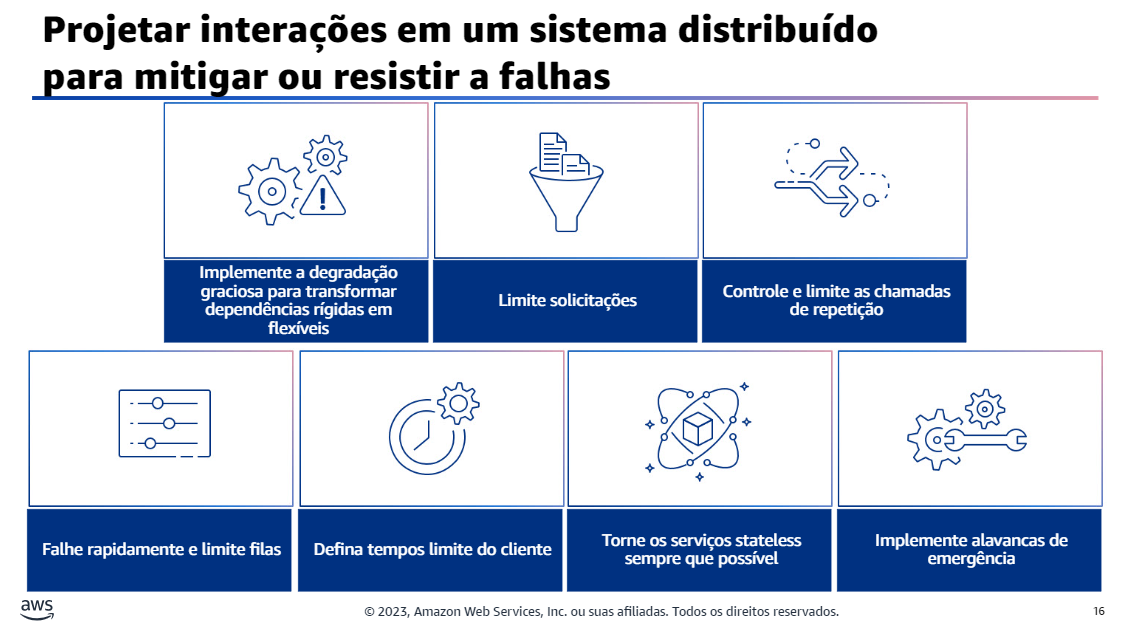 Projetar interações em um sistema distribuído
para mitigar ou resistir a falhas
Implemente a degradação
graciosa para transformar
dependências rígidas em
flexíveis
Limite solicitações
Controle e limite as chamadas
de repetição
Falhe rapidamente e limite filas
Defina tempos limite do cliente
Torne os serviços stateless
sempre que possível
Implemente alavancas de
emergência
aws
© 2023, Amazon Web Services, Inc. ou suas afiliadas. Todos os direitos reservados.
16